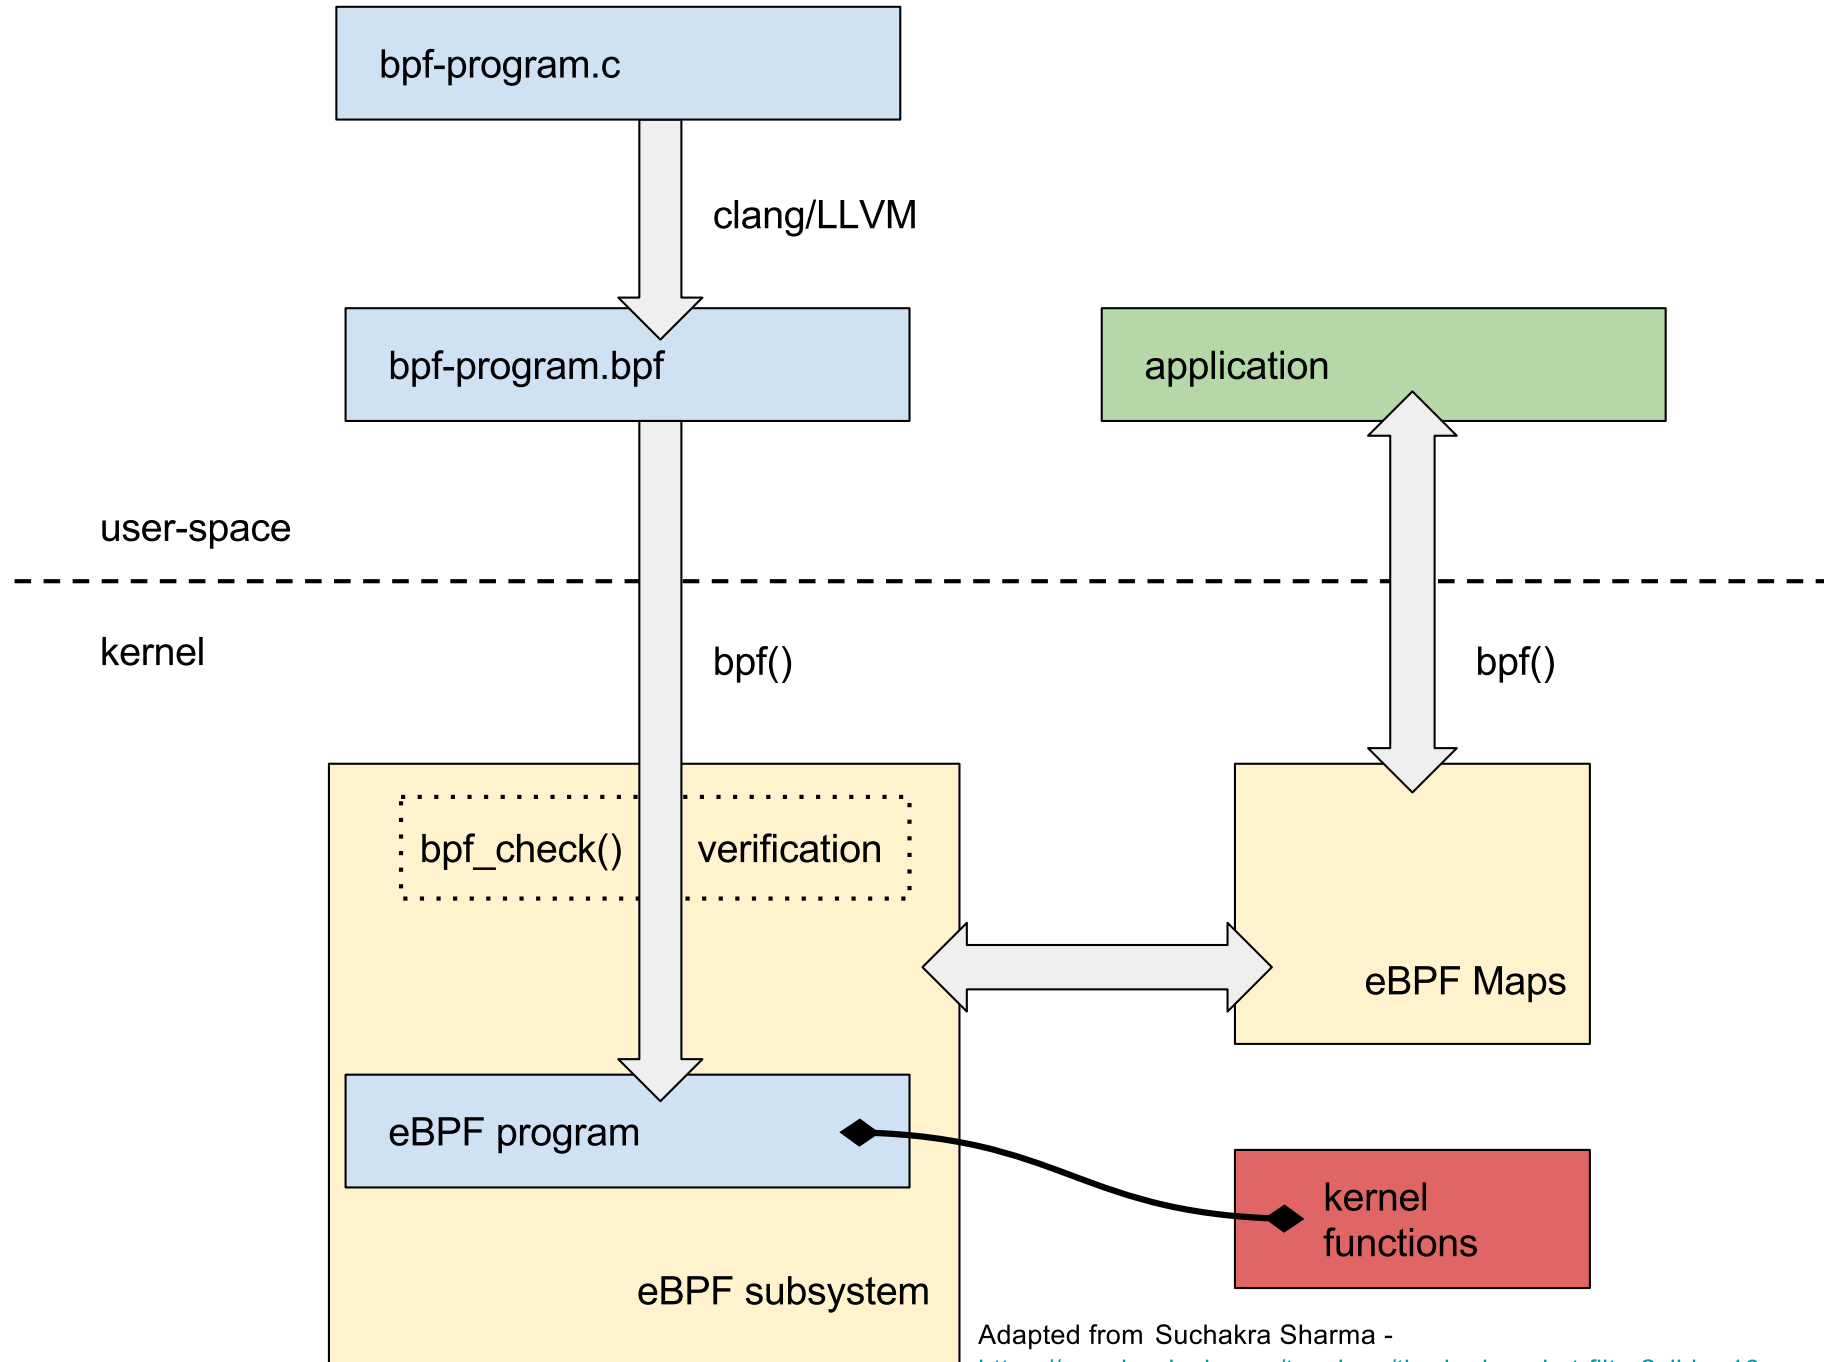 bpf-program.c
clang/LLVM
bpf-program.bpf
application
user-space
kernel
bpf()
bpf()
bpf_check() verification
eBPF Maps
eBPF program
kernel
functions
eBPF subsystem
Adapted from Suchakra Sharma -